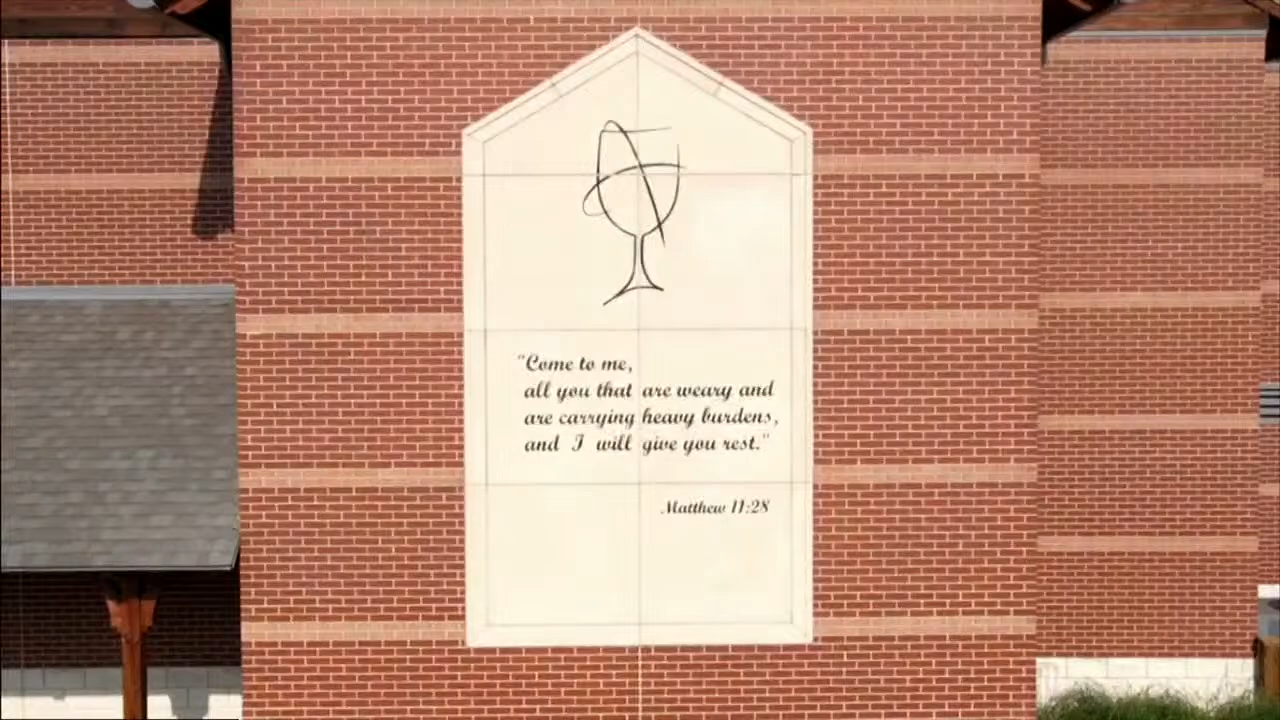 "Come to me,
all you that are weary and
are carrying heavy burdens,
and I will give you rest."
Matthew 11:28